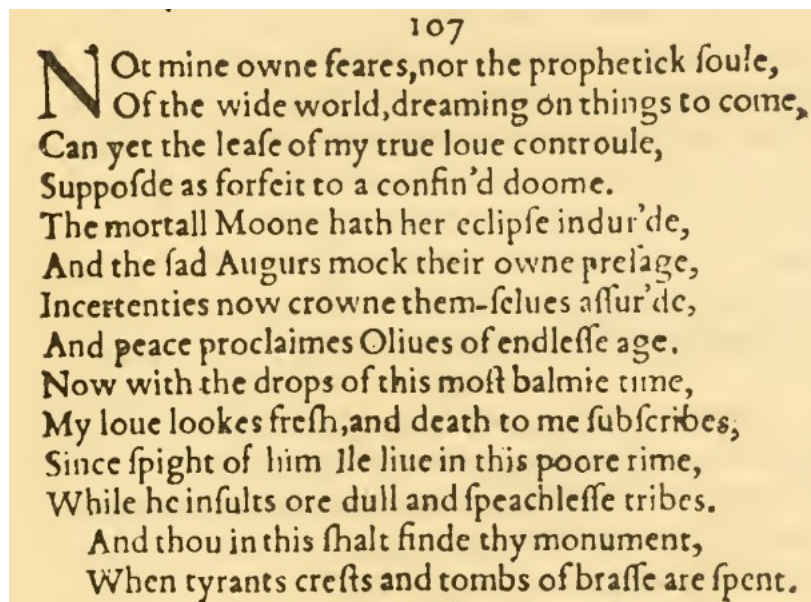 107
NOt mine owne feares,nor the prophetick ſoule,
Of the wide world,dreaming on things to come,
Can yet the leaſe of my true loue controule,
Suppoſde as forfeit to a confin'd doome.
The mortall Moone hath her eclipſe indur'de,
And the ſad Augurs mock their owne preſage,
Incertenties now crowne them-ſelues aſſur'de,
And peace proclaimes Oliues of endleſſe age.
Now with the drops of this moſt balmie time,
My loue lookes freſh,and death to me ſubſcribes,
Since ſpight of him Ile liue in this poore rime,
While he inſults ore dull and ſpeachleſſe tribes.
And thou in this ſhalt finde thy monument,
When tyrants creſts and tombs of braſſe are ſpent.